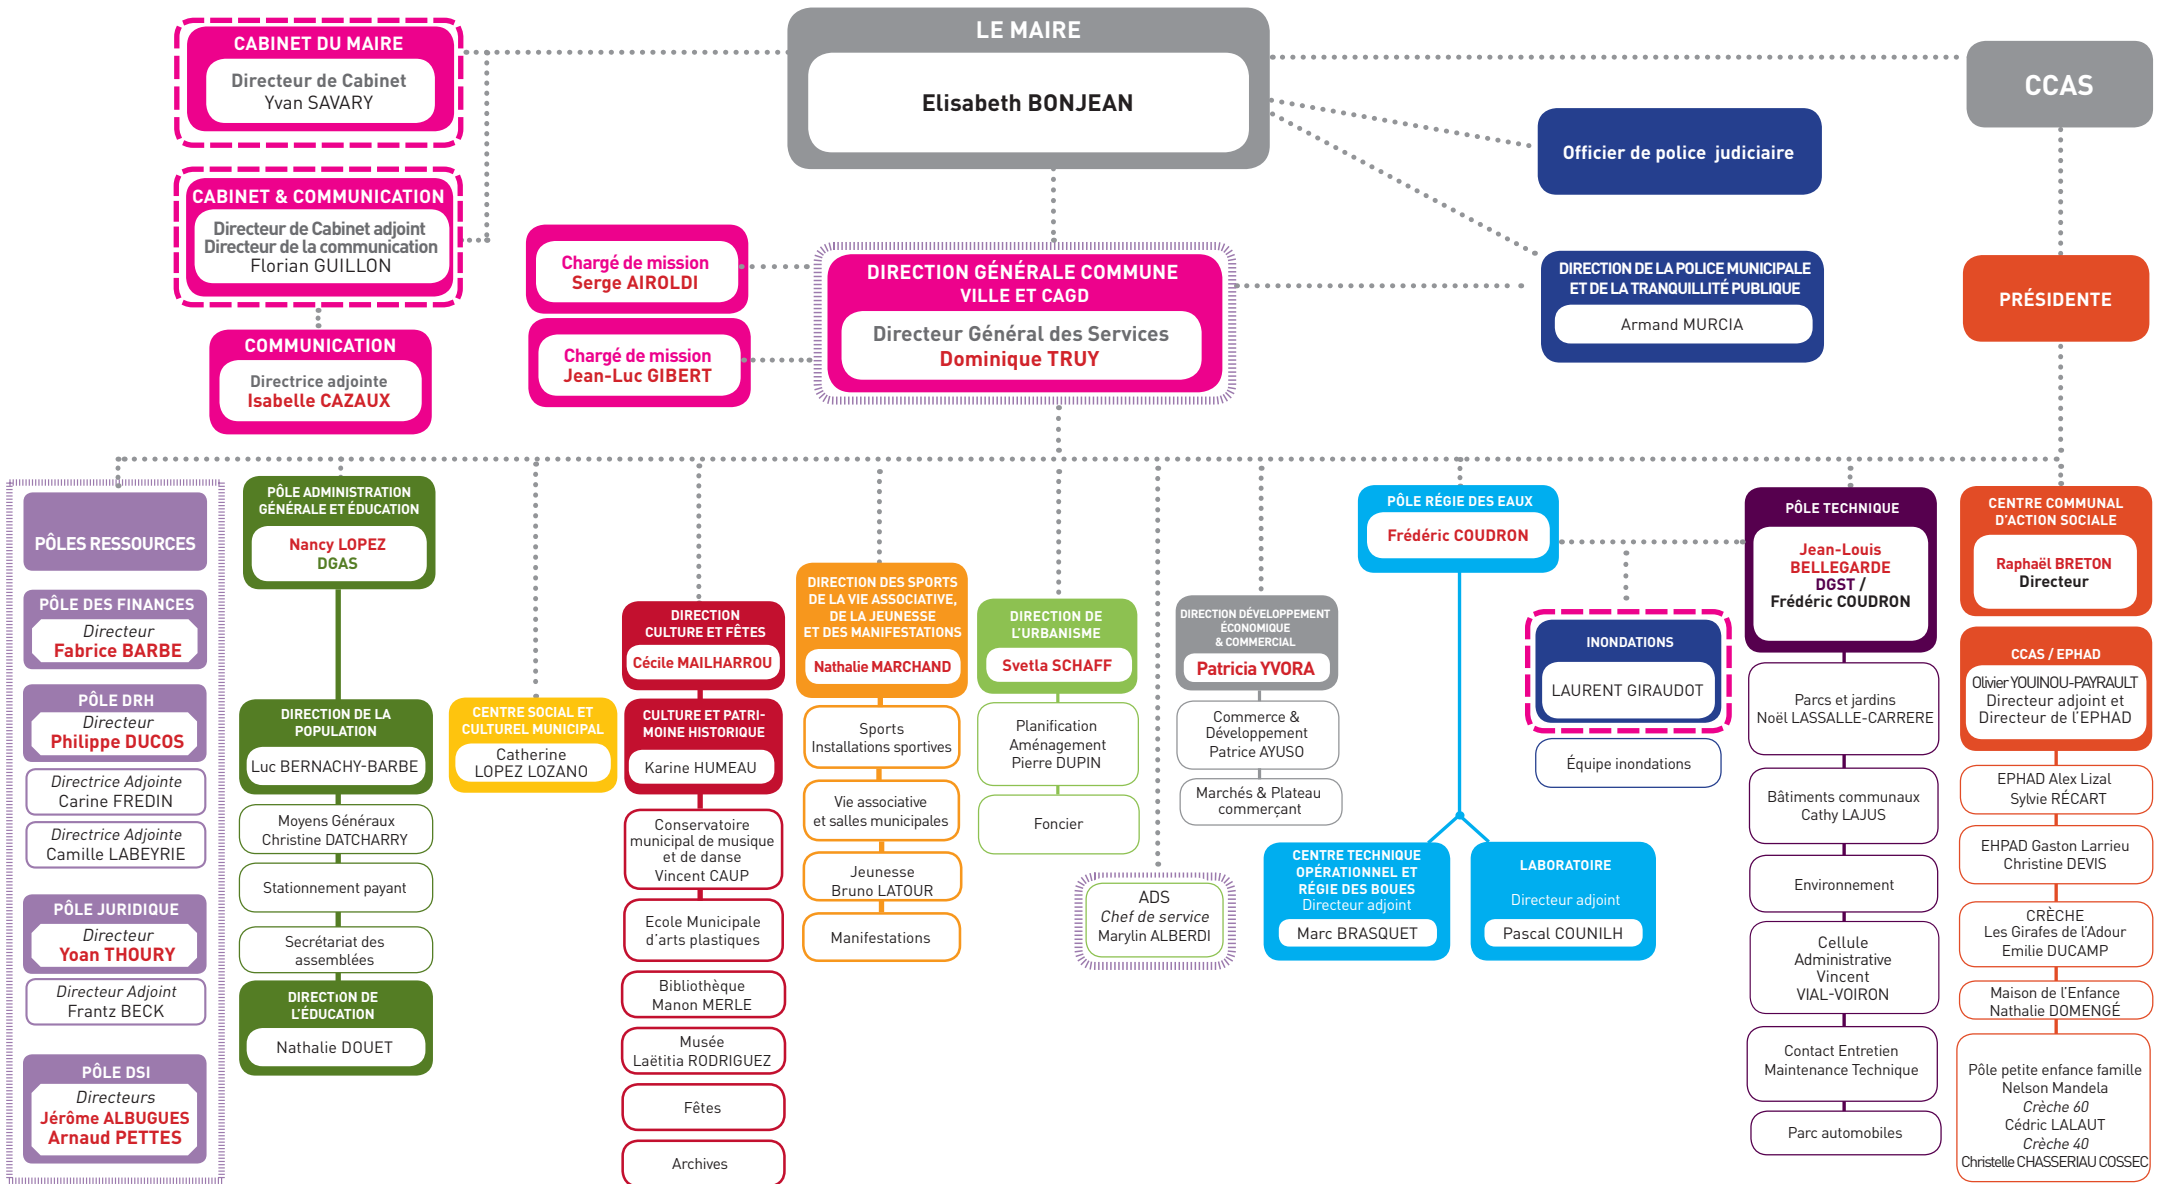 CABINET DU MAIRE
Directeur de Cabinet
Yvan SAVARY
LE MAIRE
Elisabeth BONJEAN
CCAS
Officier de police judiciaire
CABINET & COMMUNICATION
Directeur de Cabinet adjoint
Directeur de la communication
Florian GUILLON
COMMUNICATION
Directrice adjointe
Isabelle CAZAUX
Chargé de mission
Serge AIROLDI
Chargé de mission
Jean-Luc GIBERT
DIRECTION GÉNÉRALE COMMUNE
VILLE ET CAGD
Directeur Général des Services
Dominique TRUY
DIRECTION DE LA POLICE MUNICIPALE
ET DE LA TRANQUILLITÉ PUBLIQUE
Armand MURCIA
PRÉSIDENTE
PÔLES RESSOURCES
PÔLE DES FINANCES
Directeur
Fabrice BARBE
PÔLE DRH
Directeur
Philippe DUCOS
Directrice Adjointe
Carine FREDIN
Directrice Adjointe
Camille LABEYRIE
PÔLE JURIDIQUE
Directeur
Yoan THOURY
Directeur Adjoint
Frantz BECK
PÔLE DSI
Directeurs
Jérôme ALBUGUES
Arnaud PETTES
PÔLE ADMINISTRATION
GÉNÉRALE ET ÉDUCATION
Nancy LOPEZ
DGAS
DIRECTION DE LA
POPULATION
Luc BERNACHY-BARBE
Moyens Généraux
Christine DATCHARRY
Stationnement payant
Secrétariat des
assemblées
DIRECTiON DE
L'ÉDUCATION
Nathalie DOUET
CENTRE SOCIAL ET
CULTUREL MUNICIPAL
Catherine
LOPEZ LOZANO
DIRECTION
CULTURE ET FÊTES
Cécile MAILHARROU
CULTURE ET PATRI-
MOINE HISTORIQUE
Karine HUMEAU
Conservatoire
municipal de musique
et de danse
Vincent CAUP
Ecole Municipale
d'arts plastiques
Bibliothèque
Manon MERLE
Musée
Laëtitia RODRIGUEZ
Fêtes
Archives
DIRECTION DES SPORTS
DE LA VIE ASSOCIATIVE,
DE LA JEUNESSE
ET DES MANIFESTATIONS
Nathalie MARCHAND
Sports
Installations sportives
Vie associative
et salles municipales
Jeunesse
Bruno LATOUR
Manifestations
DIRECTION DE
L'URBANISME
Svetla SCHAFF
Planification
Aménagement
Pierre DUPIN
Foncier
ADS
Chef de service
Marylin ALBERDI
DIRECTION DÉVELOPPEMENT
ÉCONOMIQUE
& COMMERCIAL
Patricia YVORA
Commerce &
Développement
Patrice AYUSO
Marchés & Plateau
commerçant
PÔLE RÉGIE DES EAUX
Frédéric COUDRON
CENTRE TECHNIQUE
OPÉRATIONNEL ET
RÉGIE DES BOUES
Directeur adjoint
Marc BRASQUET
LABORATOIRE
Directeur adjoint
Pascal COUNILH
INONDATIONS
LAURENT GIRAUDOT
Équipe inondations
PÔLE TECHNIQUE
Jean-Louis
BELLEGARDE
DGST /
Frédéric COUDRON
Parcs et jardins
Noël LASSALLE-CARRERE
Bâtiments communaux
Cathy LAJUS
Environnement
Cellule
Administrative
Vincent
VIAL-VOIRON
Contact Entretien
Maintenance Technique
Parc automobiles
CENTRE COMMUNAL
D'ACTION SOCIALE
Raphaël BRETON
Directeur
CCAS / EPHAD
Olivier YOUINOU-PAYRAULT
Directeur adjoint et
Directeur de l'EPHAD
EPHAD Alex Lizal
Sylvie RÉCART
EHPAD Gaston Larrieu
Christine DEVIS
CRÈCHE
Les Girafes de l'Adour
Emilie DUCAMP
Maison de l'Enfance
Nathalie DOMENGÉ
Pôle petite enfance famille
Nelson Mandela
Crèche 60
Cédric LALAUT
Crèche 40
Christelle CHASSERIAU COSSEC